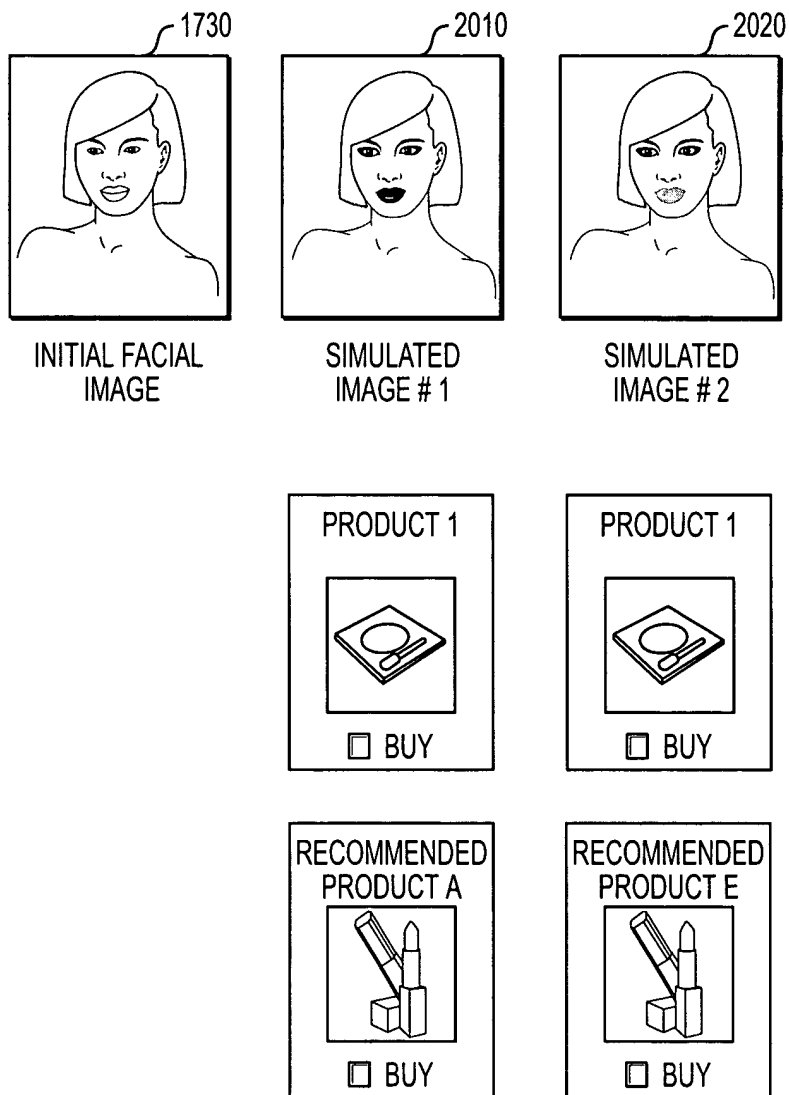 1730
2010
2020
INITIAL FACIAL
IMAGE
SIMULATED
IMAGE # 1
SIMULATED
IMAGE # 2
PRODUCT 1
BUY
PRODUCT 1
BUY
RECOMMENDED
PRODUCT A
BUY
RECOMMENDED
PRODUCT E
BUY